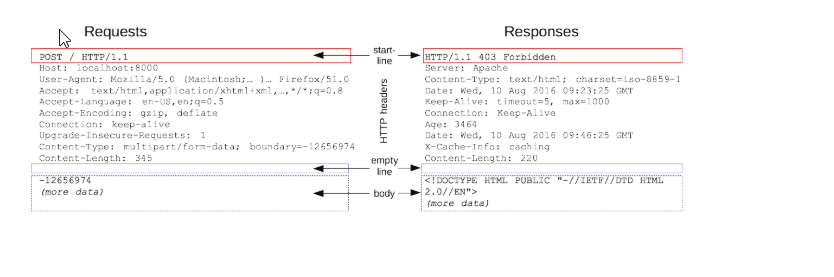 Requests
POST / HTTP/1.1
Host: localhost:8000
User-Agent: Mozilla/5.0 (Macintosh;… )… Firefox/51.0
Accept: text/html,application/xhtml+xml,…,*/*;q=0.8
Accept-Language: en-US,en;q=0.5
Accept-Encoding: gzip, deflate
Connection: keep-alive
Upgrade-Insecure-Requests: 1
Content-Type: multipart/form-data; boundary=-12656974
Content-Length: 345
-12656974
(more data)
start-
line
HTTP headers
empty
line
body
Responses
HTTP/1.1 403 Forbidden
Server: Apache
Content-Type: text/html; charset=iso-8859-1
Date: Wed, 10 Aug 2016 09:23:25 GMT
Keep-Alive: timeout=5, max=1000
Connection: Keep-Alive
Age: 3464
Date: Wed, 10 Aug 2016 09:46:25 GMT
X-Cache-Info: caching
Content-Length: 220
<!DOCTYPE HTML PUBLIC "-//IETF//DTD HTML
2.0//EN">
(more data)